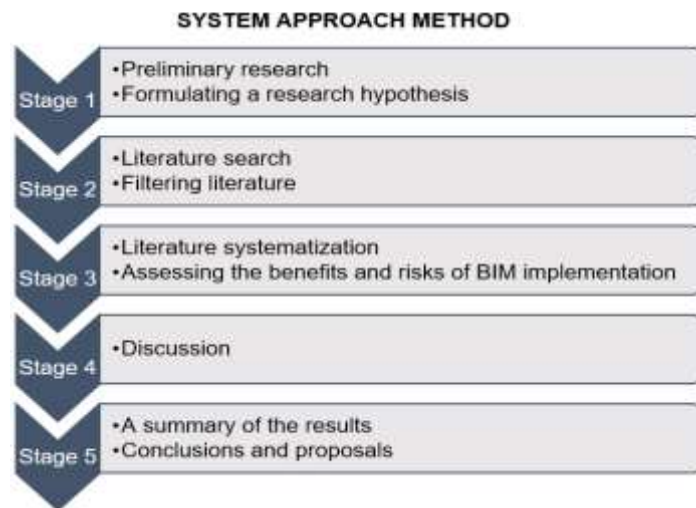 SYSTEM APPROACH METHOD
Stage 1
•Preliminary research
•Formulating a research hypothesis
Stage 2
•Literature search
•Filtering literature
Stage 3
•Literature systematization
•Assessing the benefits and risks of BIM implementation
Stage 4
•Discussion
Stage 5
•A summary of the results
•Conclusions and proposals